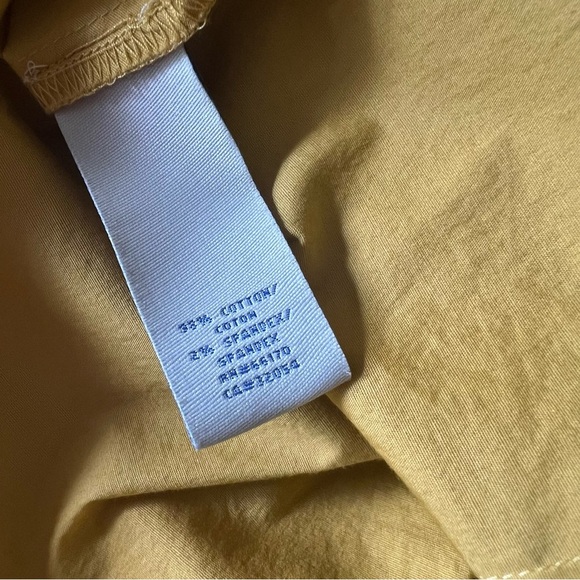 98% COTTON/
COTON
2% SPANDEX/
SPANDEX
RN#66170
CA#32054